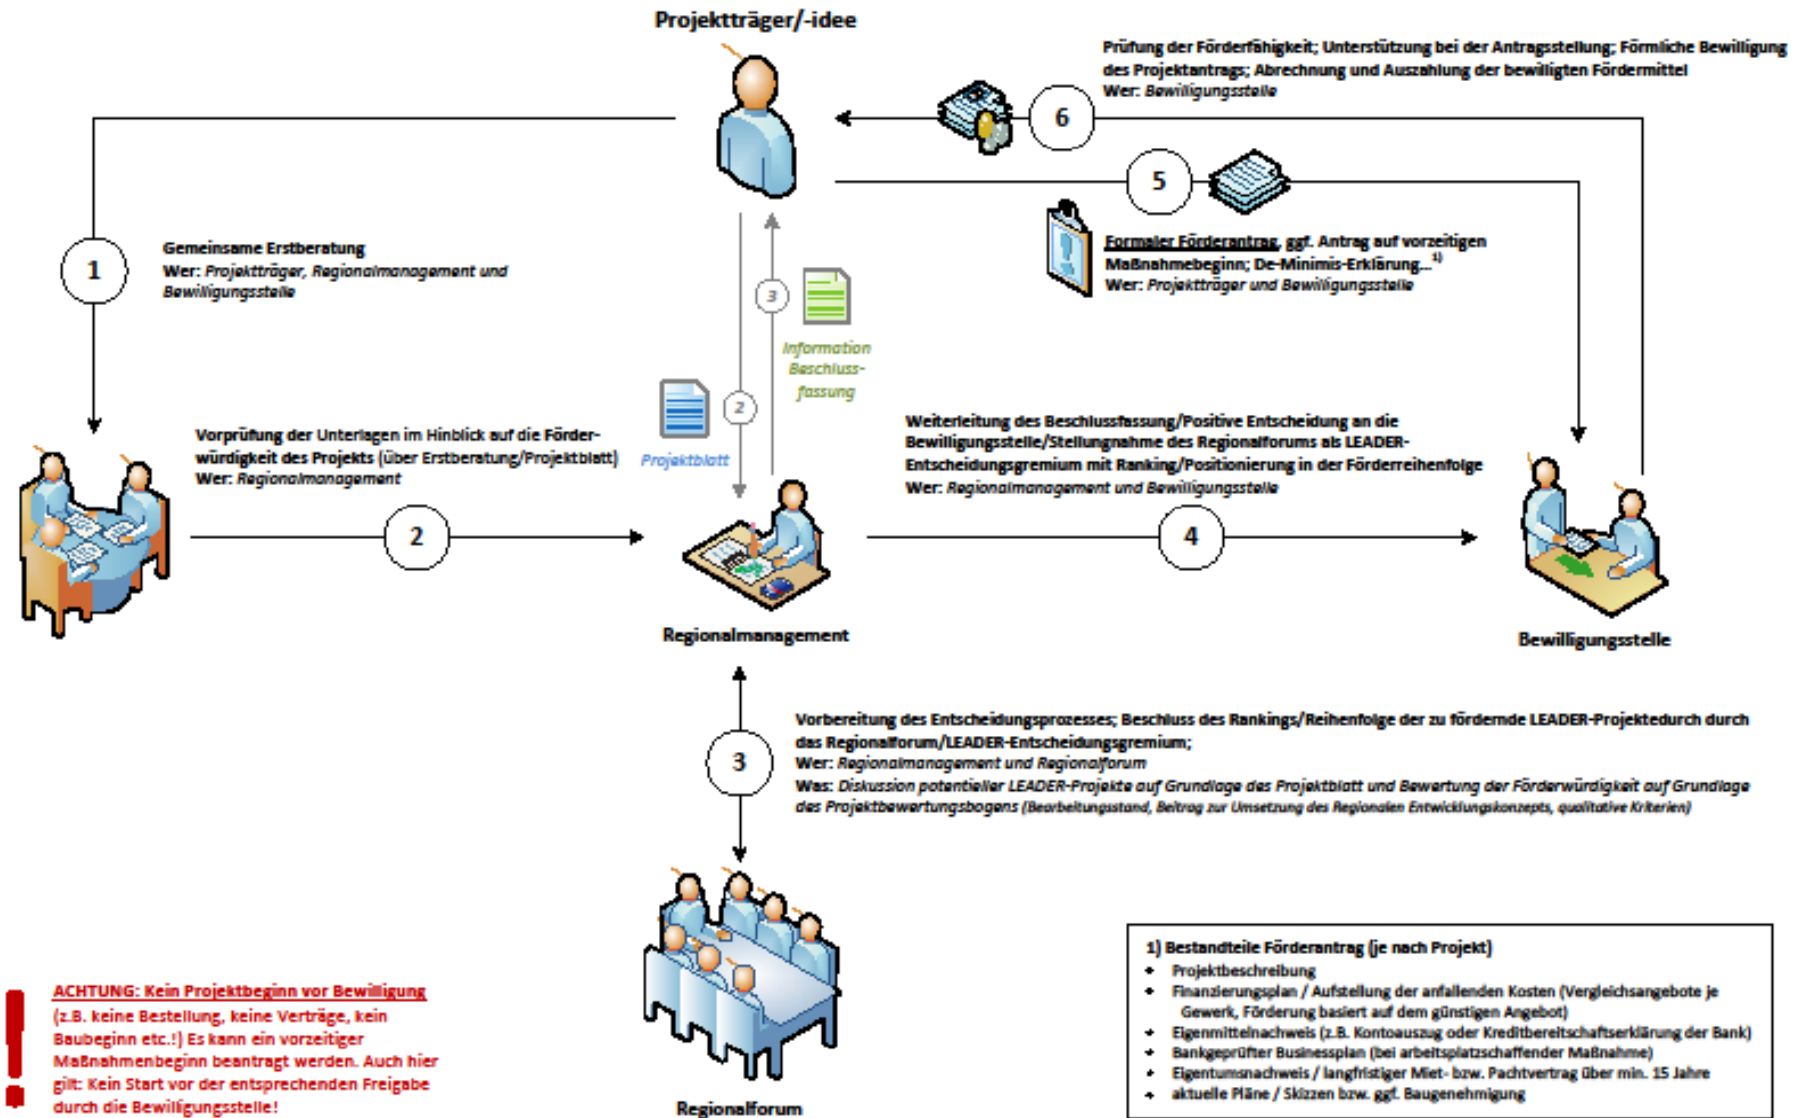 Projektträger/-idee
Prüfung der Förderfähigkeit; Unterstützung bei der Antragsstellung; Förmliche Bewilligung
des Projektantrags; Abrechnung und Auszahlung der bewilligten Fördermittel
Wer: Bewilligungsstelle
6
5
Formaler Förderantrag, ggf. Antrag auf vorzeitigen
Maßnahmebeginn; De-Minimis-Erklärung...1)
Wer: Projektträger und Bewilligungsstelle
1
Gemeinsame Erstberatung
Wer: Projektträger, Regionalmanagement und
Bewilligungsstelle
3
Information
Beschluss-
fassung
2
Projektblatt
Vorprüfung der Unterlagen im Hinblick auf die Förder-
würdigkeit des Projekts (über Erstberatung/Projektblatt)
Wer: Regionalmanagement
2
Weiterleitung des Beschlussfassung/Positive Entscheidung an die
Bewilligungsstelle/Stellungnahme des Regionalforums als LEADER-
Entscheidungsgremium mit Ranking/Positionierung in der Förderreihenfolge
Wer: Regionalmanagement und Bewilligungsstelle
4
Regionalmanagement
Bewilligungsstelle
3
Vorbereitung des Entscheidungsprozesses; Beschluss des Rankings/Reihenfolge der zu fördernde LEADER-Projektedurch durch
das Regionalforum/LEADER-Entscheidungsgremium;
Wer: Regionalmanagement und Regionalforum
Was: Diskussion potentieller LEADER-Projekte auf Grundlage des Projektblatt und Bewertung der Förderwürdigkeit auf Grundlage
des Projektbewertungsbogens (Bearbeitungsstand, Beitrag zur Umsetzung des Regionalen Entwicklungskonzepts, qualitative Kriterien)
Regionalforum
!
ACHTUNG: Kein Projektbeginn vor Bewilligung
(z.B. keine Bestellung, keine Verträge, kein
Baubeginn etc.!) Es kann ein vorzeitiger
Maßnahmenbeginn beantragt werden. Auch hier
gilt: Kein Start vor der entsprechenden Freigabe
durch die Bewilligungsstelle!
1) Bestandteile Förderantrag (je nach Projekt)
• Projektbeschreibung
• Finanzierungsplan / Aufstellung der anfallenden Kosten (Vergleichsangebote je
Gewerk, Förderung basiert auf dem günstigen Angebot)
• Eigenmittelnachweis (z.B. Kontoauszug oder Kreditbereitschaftserklärung der Bank)
• Bankgeprüfter Businessplan (bei arbeitsplatzschaffender Maßnahme)
• Eigentumsnachweis / langfristiger Miet- bzw. Pachtvertrag über min. 15 Jahre
• aktuelle Pläne / Skizzen bzw. ggf. Baugenehmigung